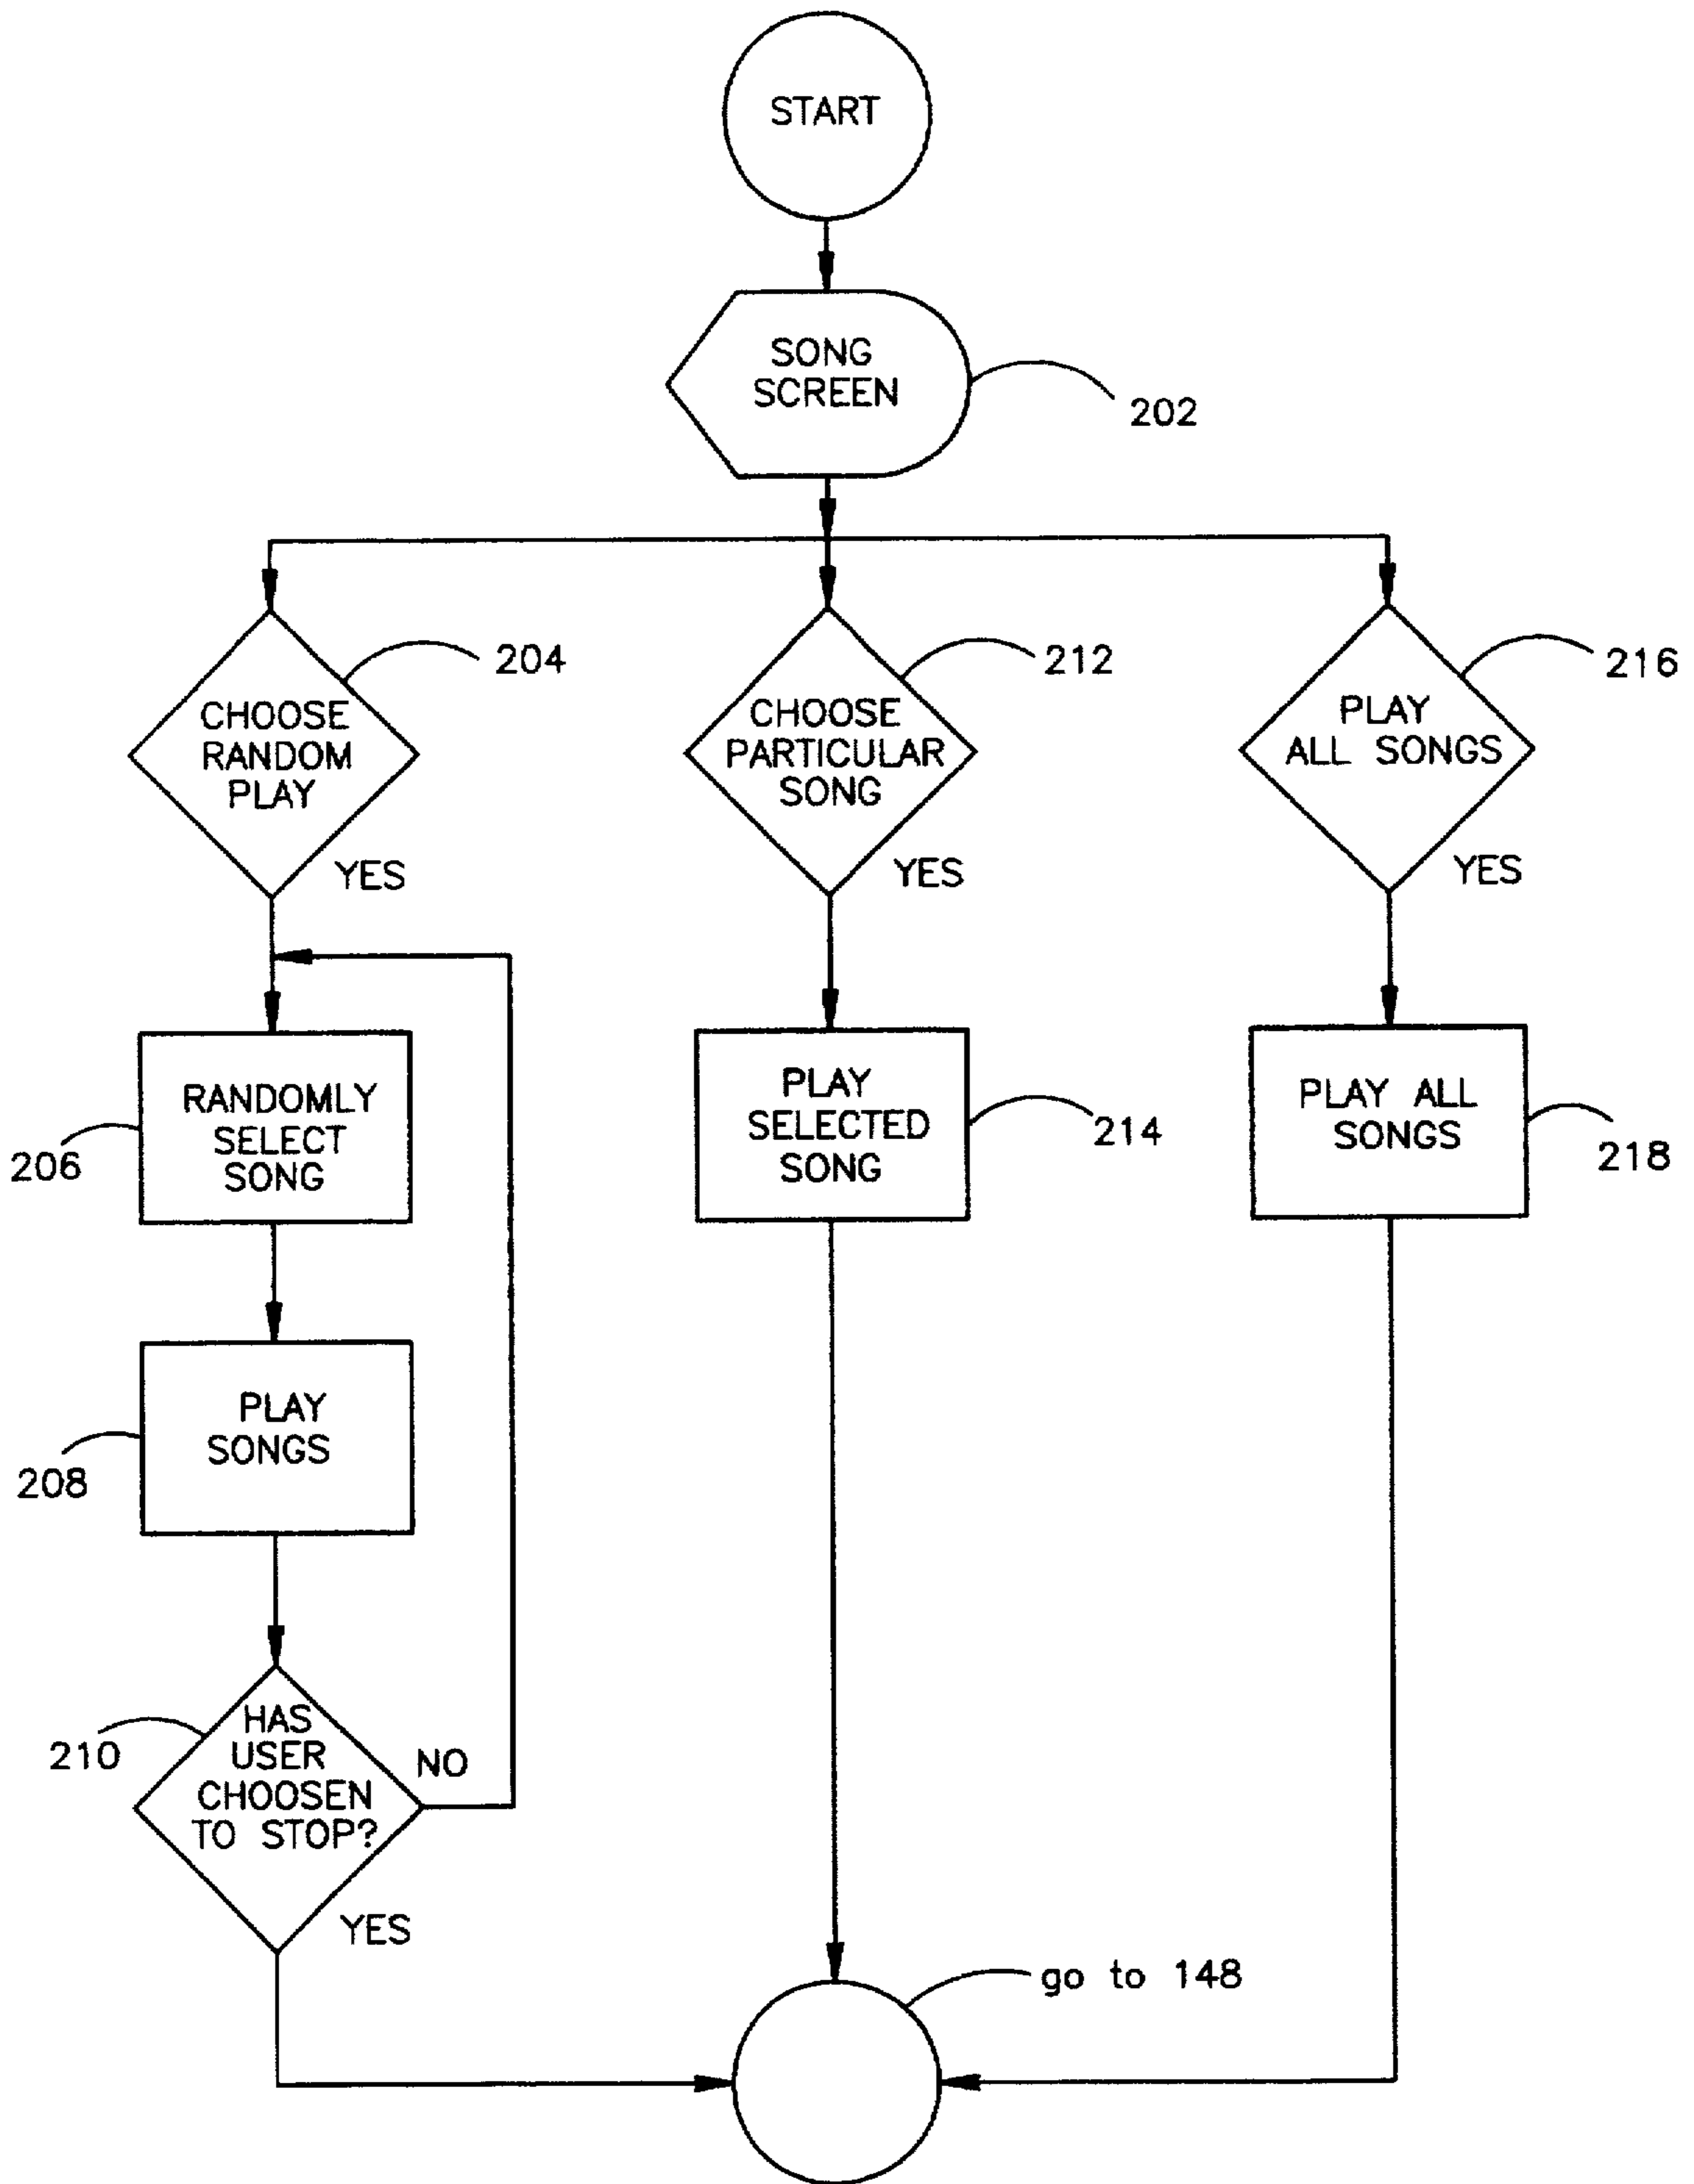 START
SONG
SCREEN
202
204
CHOOSE
RANDOM
PLAY
YES
212
CHOOSE
PARTICULAR
SONG
YES
216
PLAY
ALL SONGS
YES
RANDOMLY
SELECT
SONG
206
PLAY
SELECTED
SONG
214
PLAY ALL
SONGS
218
PLAY
SONGS
208
HAS
USER
CHOOSEN
TO STOP?
210
NO
YES
go to 148